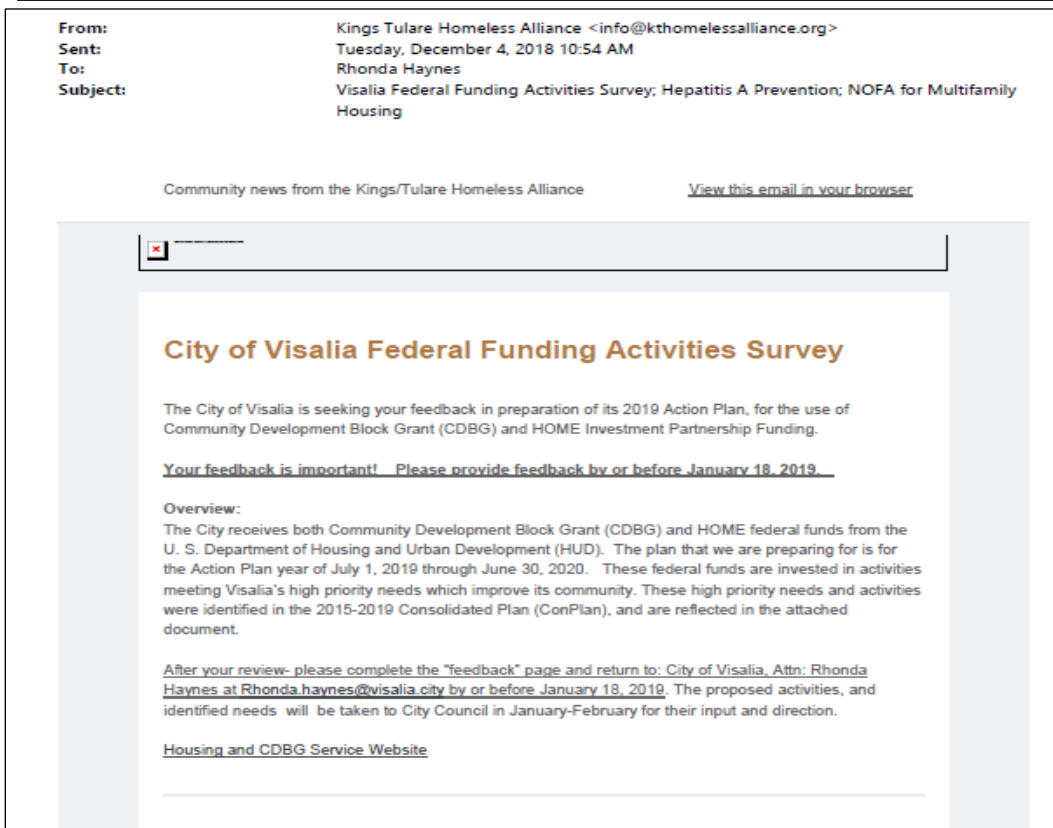 From: Kings Tulare Homeless Alliance <info@kthomelessalliance.org>
Sent: Tuesday, December 4, 2018 10:54 AM
To: Rhonda Haynes
Subject: Visalia Federal Funding Activities Survey; Hepatitis A Prevention; NOFA for Multifamily
Housing
Community news from the Kings/Tulare Homeless Alliance View this email in your browser
City of Visalia Federal Funding Activities Survey
The City of Visalia is seeking your feedback in preparation of its 2019 Action Plan, for the use of
Community Development Block Grant (CDBG) and HOME Investment Partnership Funding.
Your feedback is important! Please provide feedback by or before January 18, 2019.
Overview:
The City receives both Community Development Block Grant (CDBG) and HOME federal funds from the
U. S. Department of Housing and Urban Development (HUD). The plan that we are preparing for is for
the Action Plan year of July 1, 2019 through June 30, 2020. These federal funds are invested in activities
meeting Visalia's high priority needs which improve its community. These high priority needs and activities
were identified in the 2015-2019 Consolidated Plan (ConPlan), and are reflected in the attached
document.
After your review- please complete the "feedback" page and return to: City of Visalia, Attn: Rhonda
Haynes at Rhonda.haynes@visalia.city by or before January 18, 2019. The proposed activities, and
identified needs will be taken to City Council in January-February for their input and direction.
Housing and CDBG Service Website